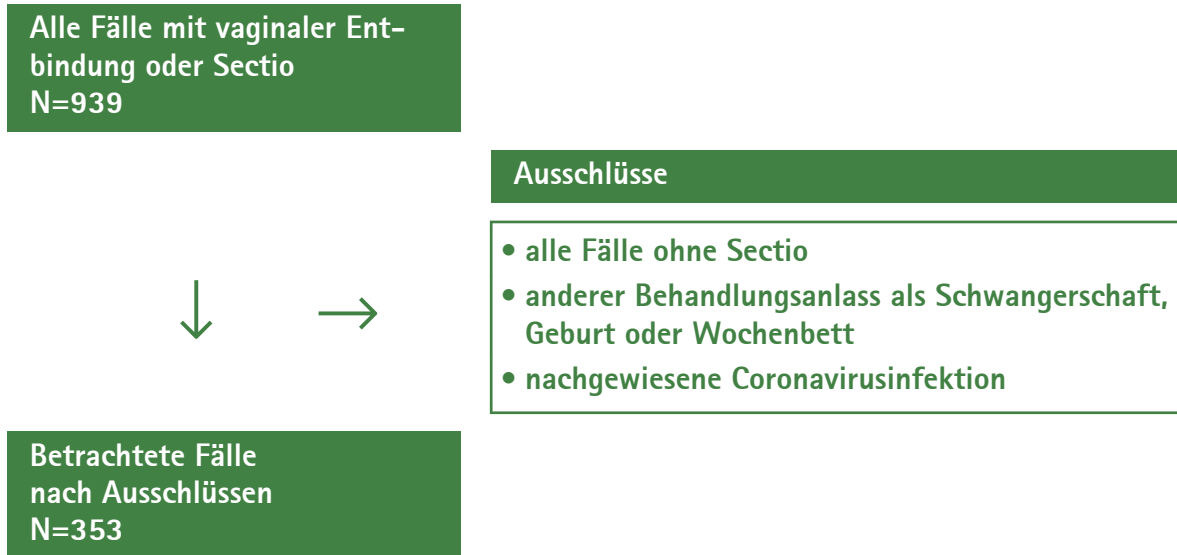 Alle Fälle mit vaginaler Ent-
bindung oder Sectio
N=939
Ausschlüsse
• alle Fälle ohne Sectio
• anderer Behandlungsanlass als Schwangerschaft,
Geburt oder Wochenbett
• nachgewiesene Coronavirusinfektion
Betrachtete Fälle
nach Ausschlüssen
N=353